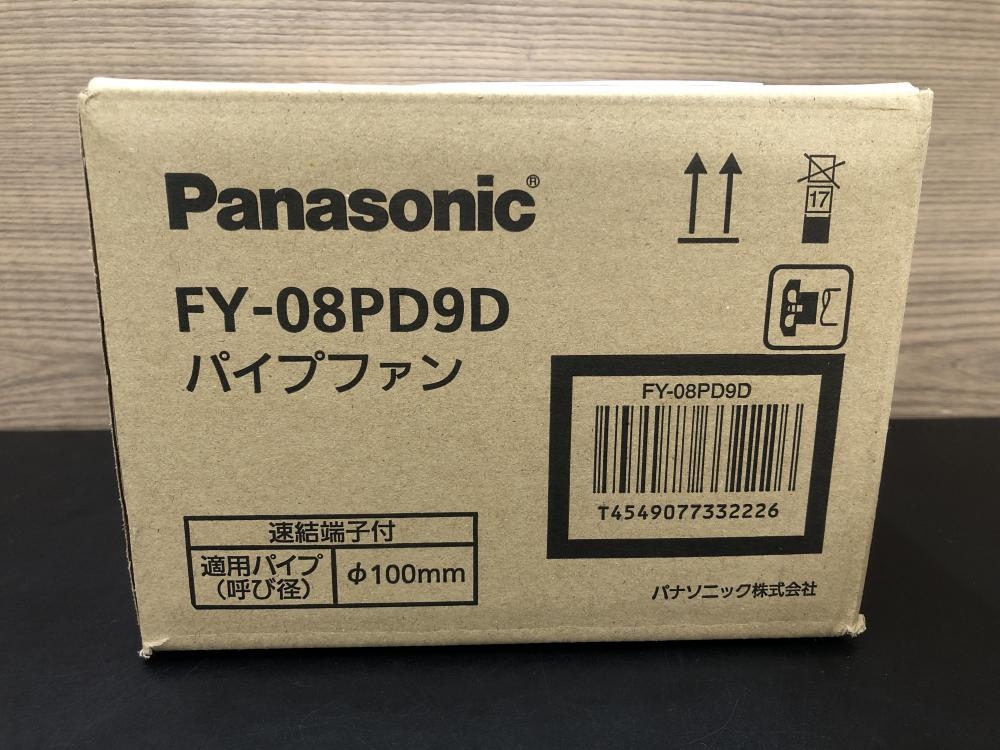 Panasonic®
17
FY-08PD9D
パイプファン
FY-08PD9D
T4549077332226
速結端子付
適用パイプ
(呼び径)
φ100mm
パナソニック株式会社